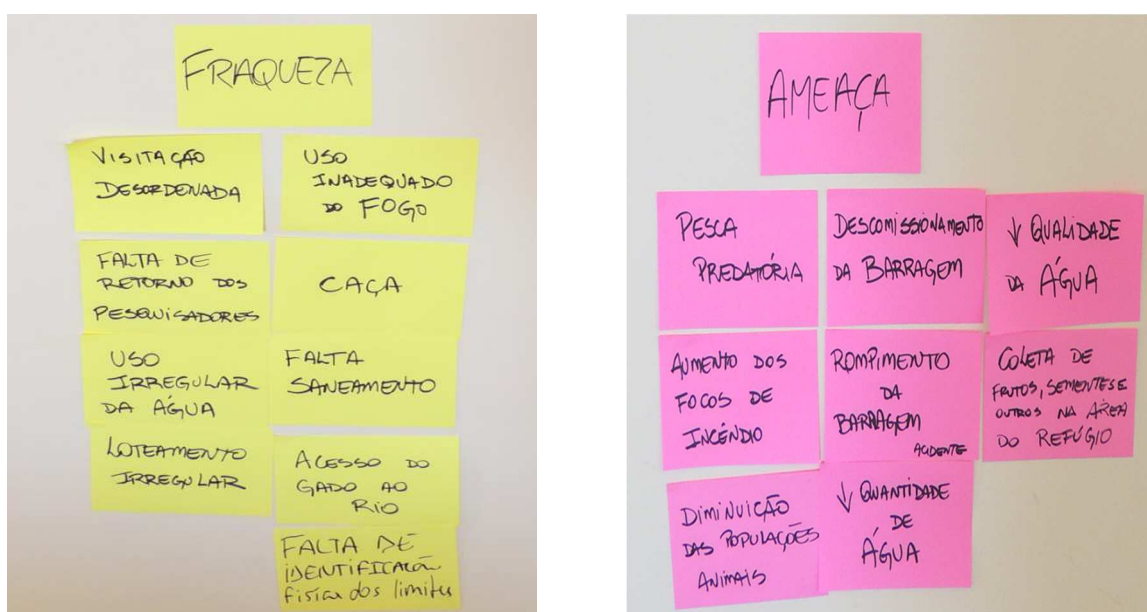 FRAQUEZA
VISITAÇÃO
DESORDENADA
USO
INADEQUADO
DO FOGO
FALTA DE
RETORNO DOS
PESQUISADORES
CAÇA
USO
IRREGULAR
DA ÁGUA
FALTA
SANEAMENTO
LOTEAMENTO
IRREGULAR
ACESSO DO
GADO AO
RIO
FALTA DE
IDENTIFICAÇÃO
física dos limites
AMEAÇA
PESCA
PREDATÓRIA
DESCOMISSIONAMENTO
DA BARRAGEM
↓ QUALIDADE
DA ÁGUA
AUMENTO DOS
FOCOS DE
INCÊNDIO
ROMPIMENTO
DA
BARRAGEM
ACIDENTE
COLETA DE
FRUTOS, SEMENTES E
OUTROS NA ÁREA
DO REFÚGIO
DIMINUIÇÃO
DAS POPULAÇÕES
ANIMAIS
↓ QUANTIDADE
DE
ÁGUA